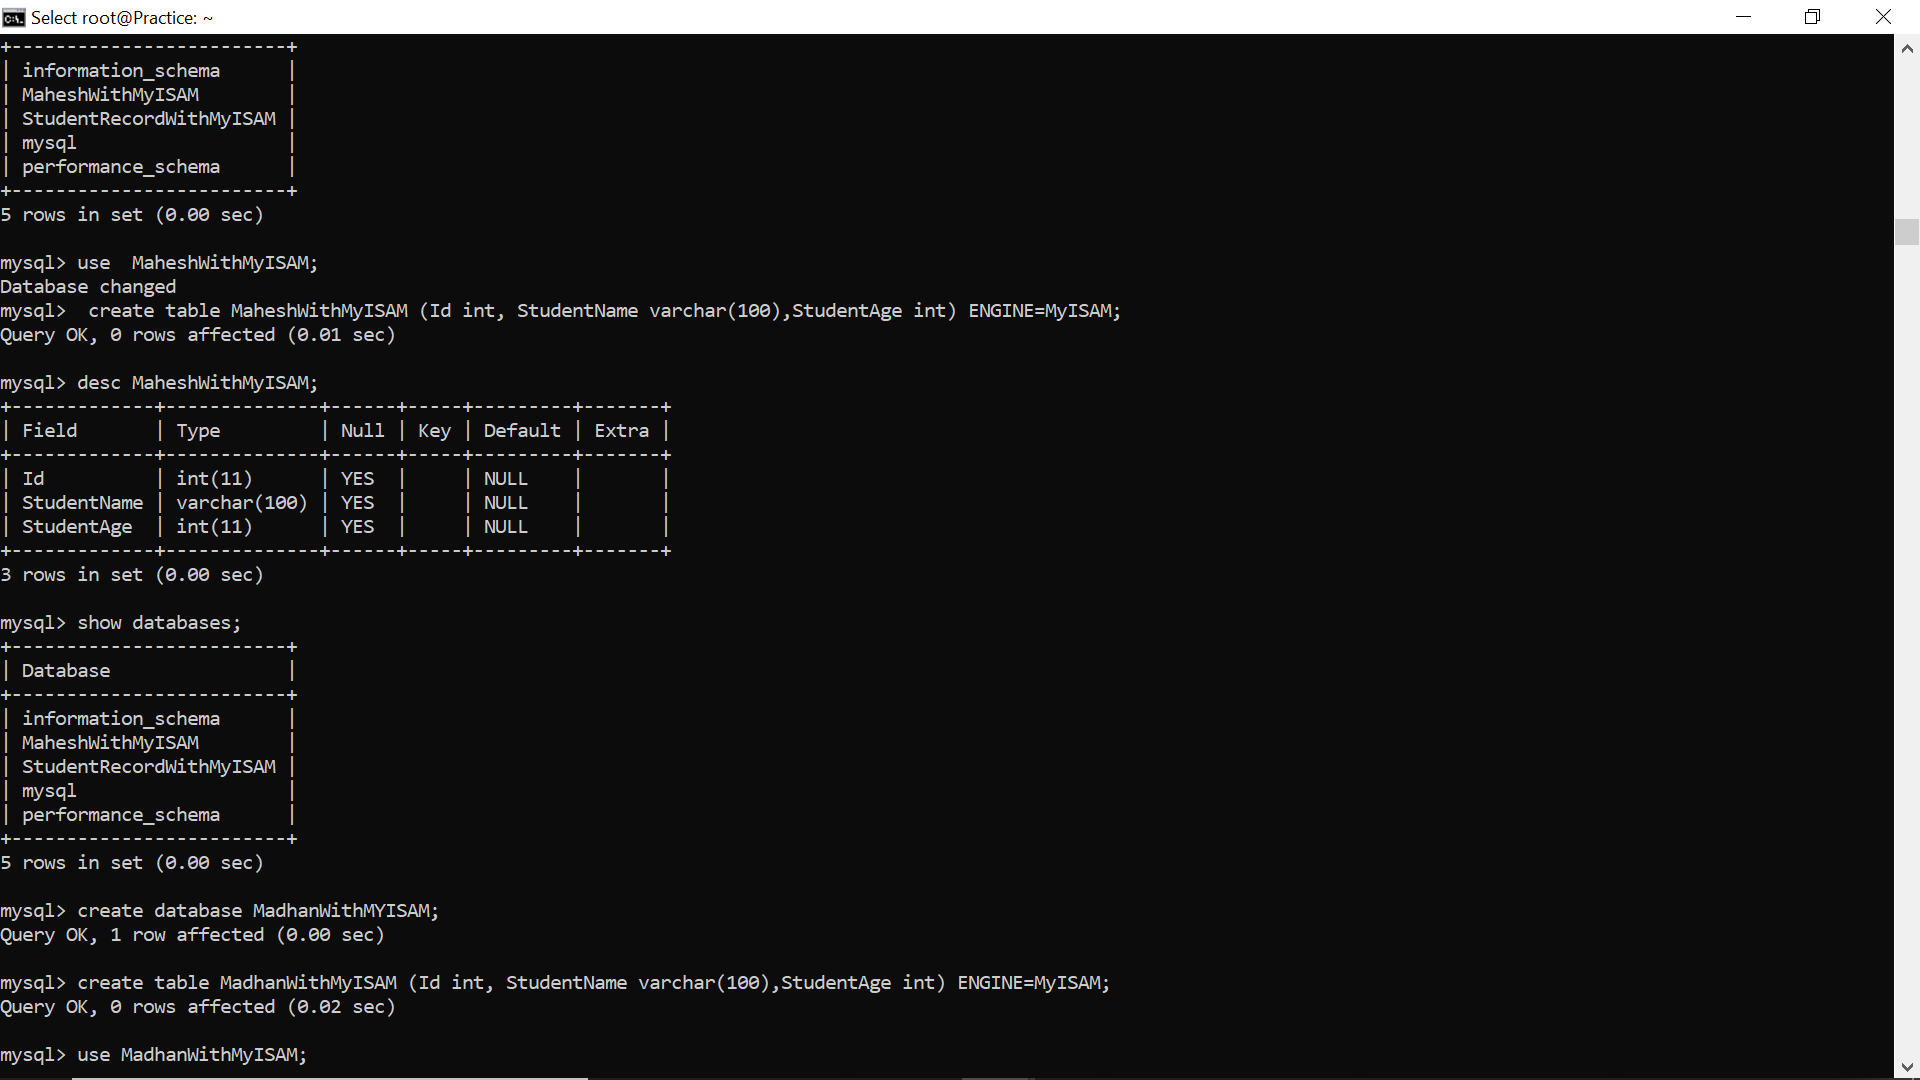 Select root@Practice: ~
+-------------------------+
| information_schema      |
| MaheshWithMyISAM        |
| StudentRecordWithMyISAM |
| mysql                   |
| performance_schema      |
+-------------------------+
5 rows in set (0.00 sec)
mysql> use  MaheshWithMyISAM;
Database changed
mysql>  create table MaheshWithMyISAM (Id int, StudentName varchar(100),StudentAge int) ENGINE=MyISAM;
Query OK, 0 rows affected (0.01 sec)
mysql> desc MaheshWithMyISAM;
+-------------+--------------+------+-----+---------+-------+
| Field       | Type         | Null | Key | Default | Extra |
+-------------+--------------+------+-----+---------+-------+
| Id          | int(11)      | YES  |     | NULL    |       |
| StudentName | varchar(100) | YES  |     | NULL    |       |
| StudentAge  | int(11)      | YES  |     | NULL    |       |
+-------------+--------------+------+-----+---------+-------+
3 rows in set (0.00 sec)
mysql> show databases;
+-------------------------+
| Database                |
+-------------------------+
| information_schema      |
| MaheshWithMyISAM        |
| StudentRecordWithMyISAM |
| mysql                   |
| performance_schema      |
+-------------------------+
5 rows in set (0.00 sec)
mysql> create database MadhanWithMYISAM;
Query OK, 1 row affected (0.00 sec)
mysql> create table MadhanWithMyISAM (Id int, StudentName varchar(100),StudentAge int) ENGINE=MyISAM;
Query OK, 0 rows affected (0.02 sec)
mysql> use MadhanWithMyISAM;